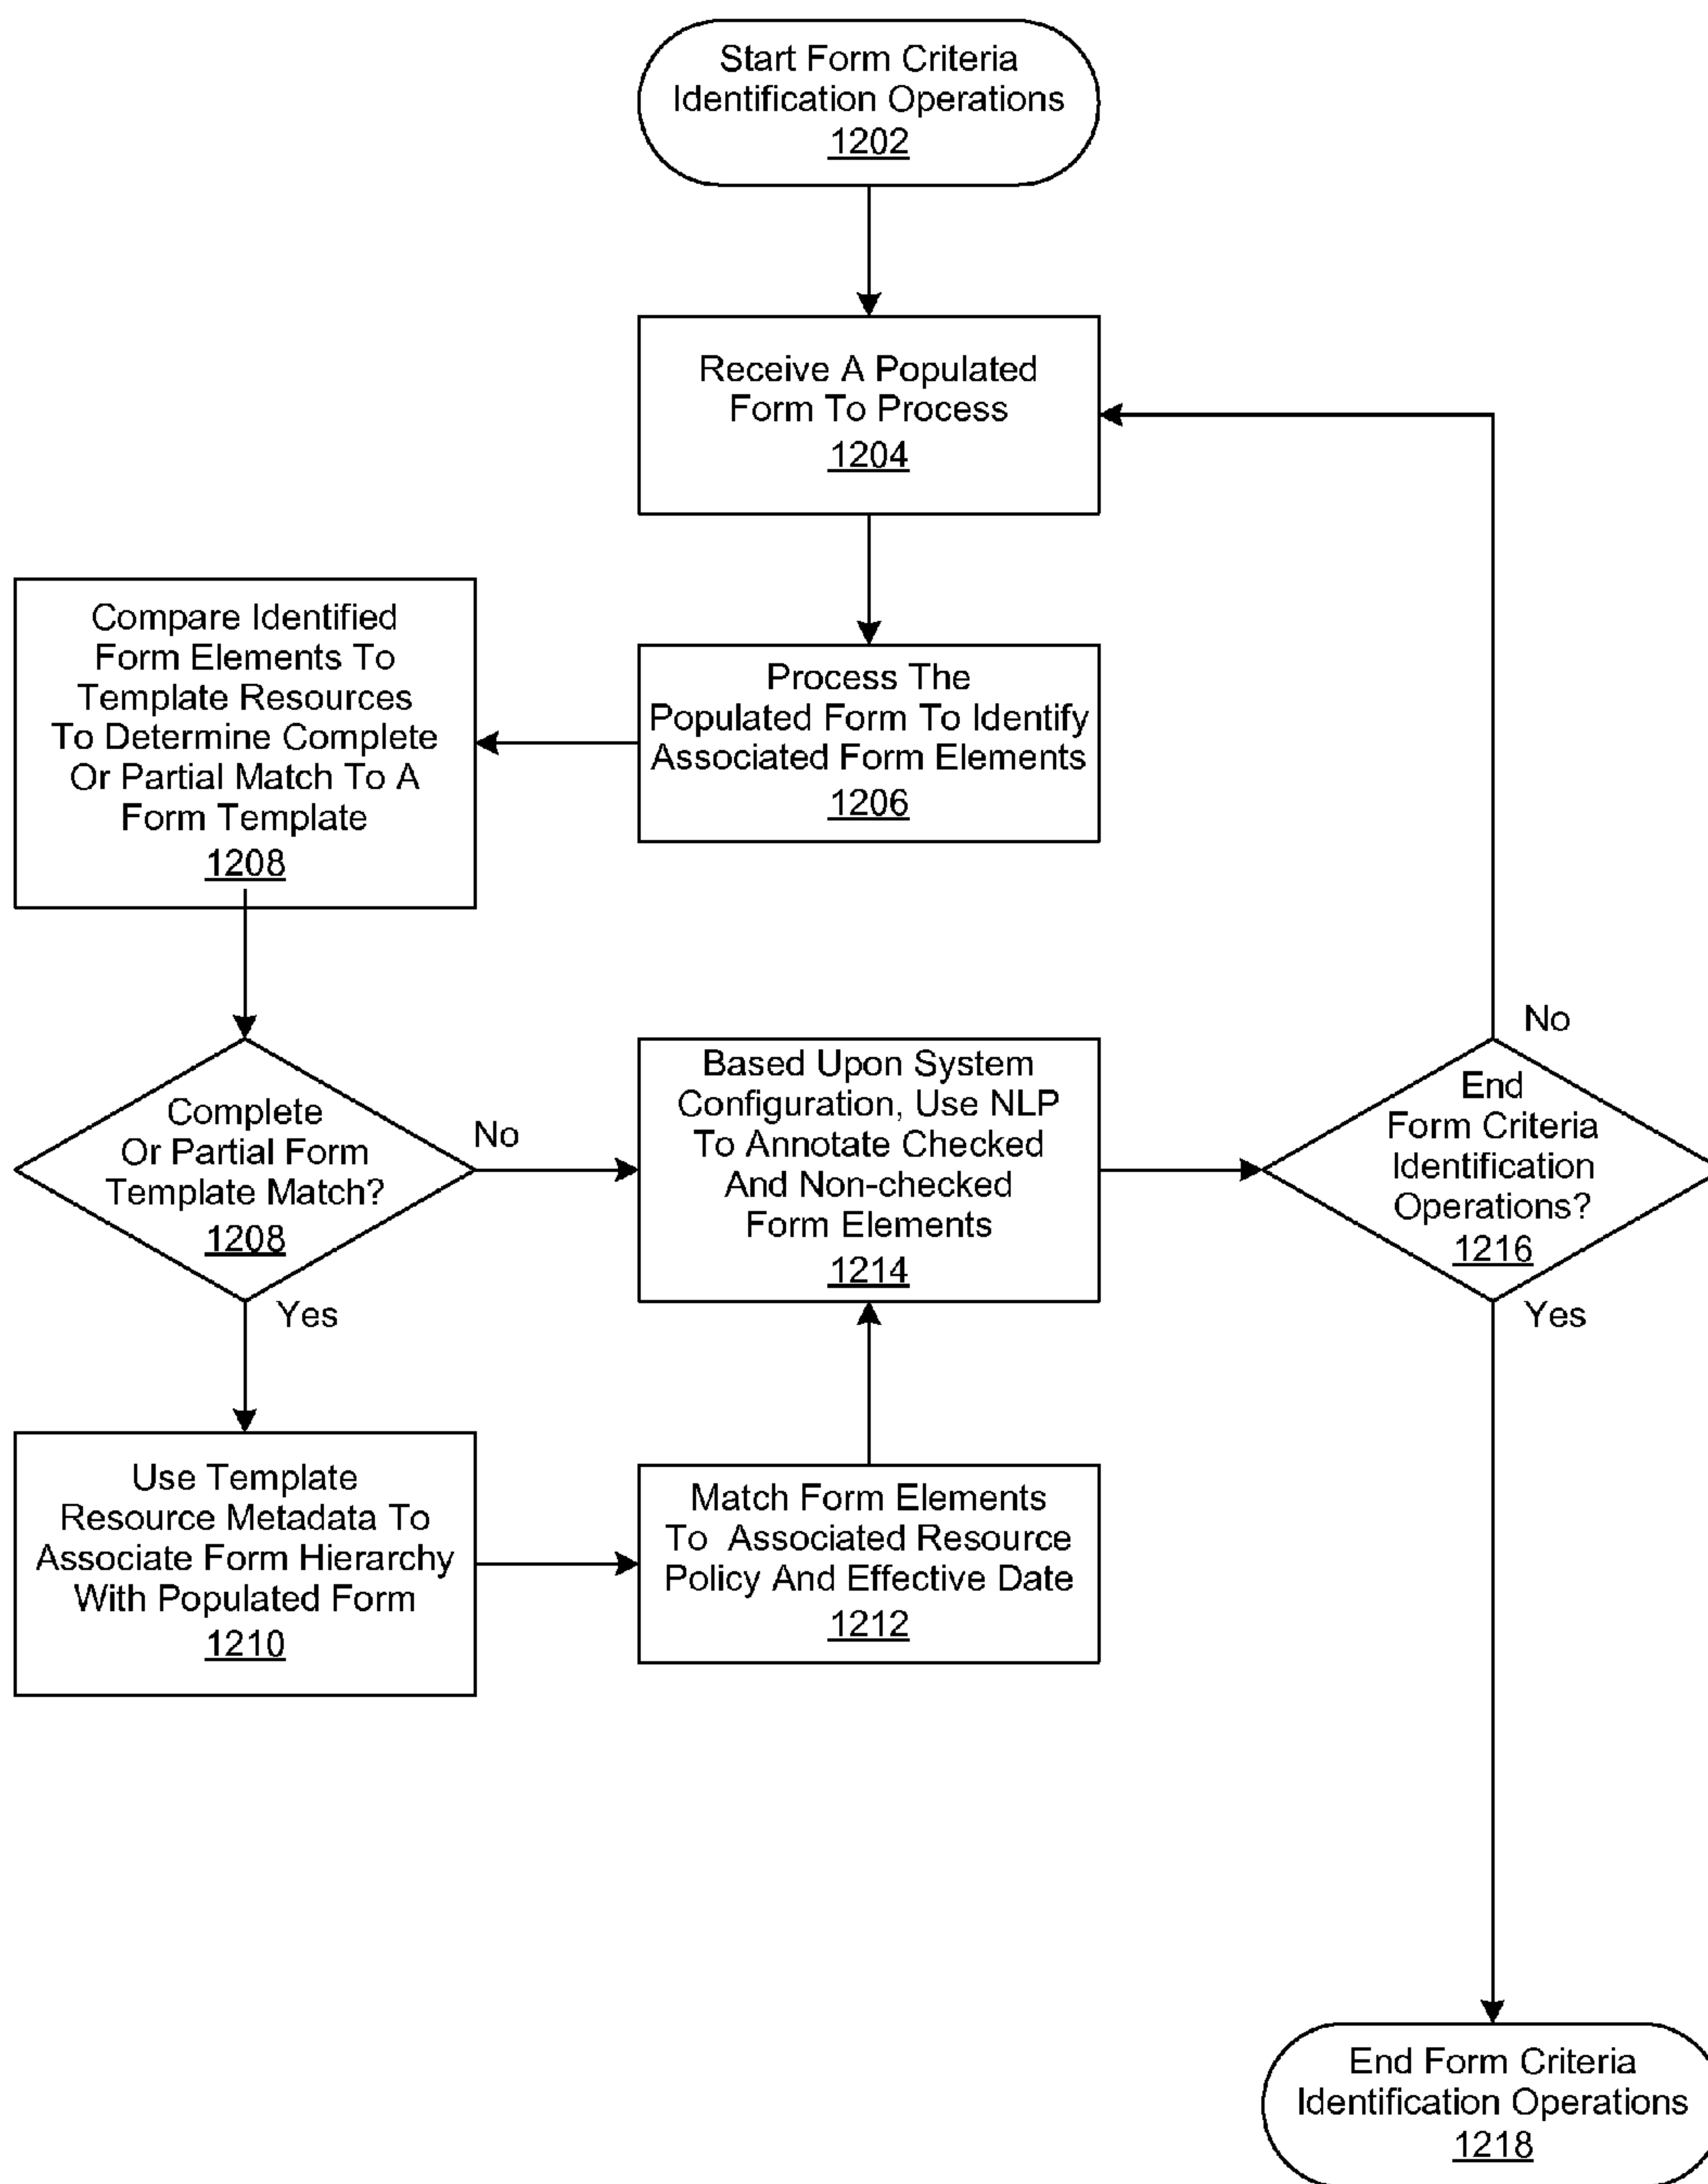 Start Form Criteria
Identification Operations
1202
Receive A Populated
Form To Process
1204
Process The
Populated Form To Identify
Associated Form Elements
1206
Compare Identified
Form Elements To
Template Resources
To Determine Complete
Or Partial Match To A
Form Template
1208
Complete
Or Partial Form
Template Match?
1208
No
Yes
Use Template
Resource Metadata To
Associate Form Hierarchy
With Populated Form
1210
Match Form Elements
To Associated Resource
Policy And Effective Date
1212
Based Upon System
Configuration, Use NLP
To Annotate Checked
And Non-checked
Form Elements
1214
No
End
Form Criteria
Identification
Operations?
1216
Yes
End Form Criteria
Identification Operations
1218